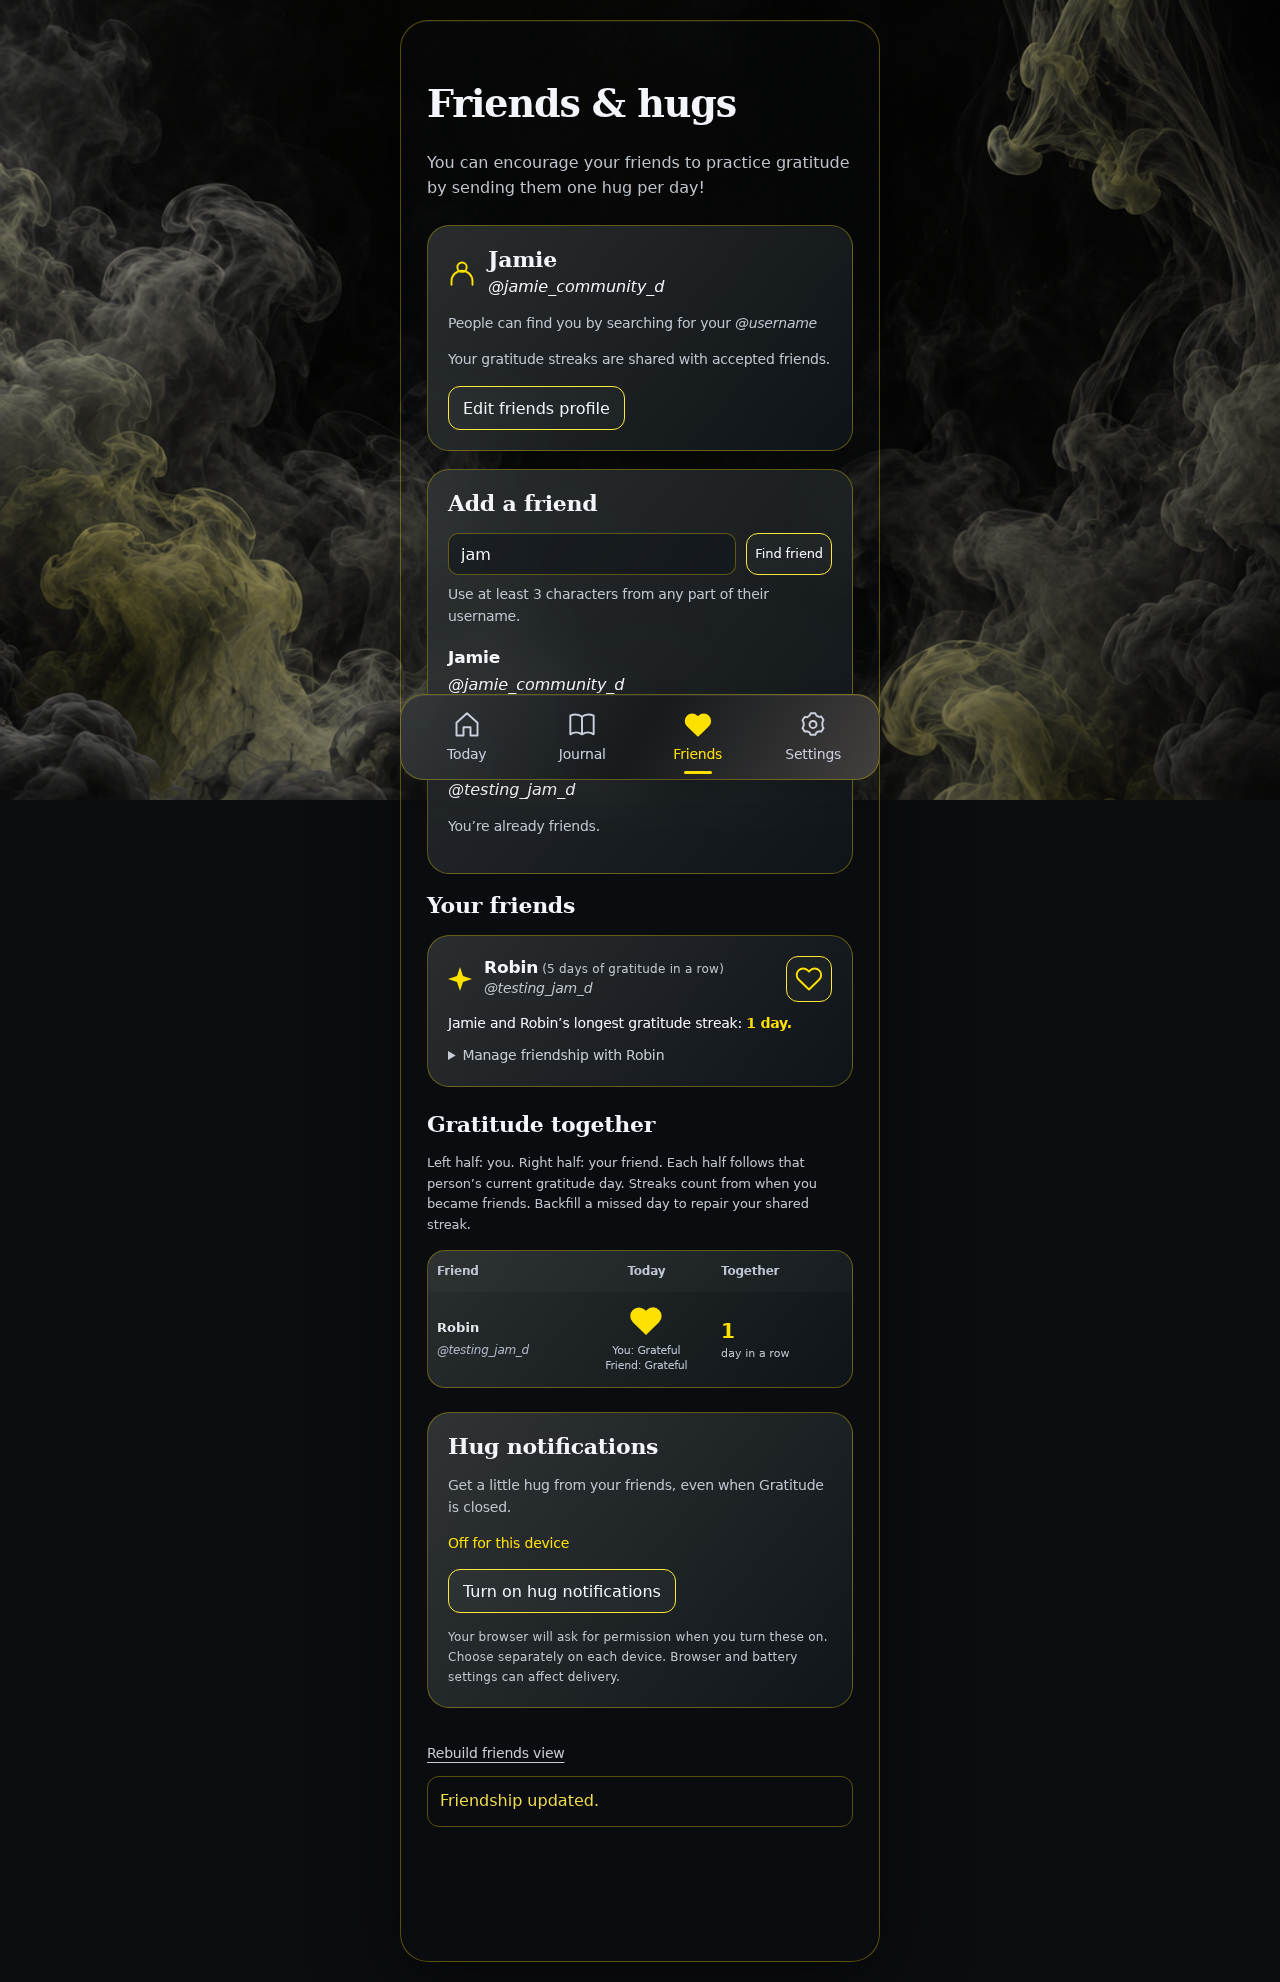 Friends & hugs
You can encourage your friends to practice gratitude
by sending them one hug per day!
Jamie
@jamie_community_d
People can find you by searching for your @username
Your gratitude streaks are shared with accepted friends.
Edit friends profile
Add a friend
jam
Find friend
Use at least 3 characters from any part of their
username.
Jamie
@jamie_community_d
Today
Journal
Friends
Settings
@testing_jam_d
You’re already friends.
Your friends
Robin (5 days of gratitude in a row)
@testing_jam_d
Jamie and Robin’s longest gratitude streak: 1 day.
Manage friendship with Robin
Gratitude together
Left half: you. Right half: your friend. Each half follows that
person’s current gratitude day. Streaks count from when you
became friends. Backfill a missed day to repair your shared
streak.
Friend Today Together
Robin
@testing_jam_d
You: Grateful
Friend: Grateful
1
day in a row
Hug notifications
Get a little hug from your friends, even when Gratitude
is closed.
Off for this device
Turn on hug notifications
Your browser will ask for permission when you turn these on.
Choose separately on each device. Browser and battery
settings can affect delivery.
Rebuild friends view
Friendship updated.